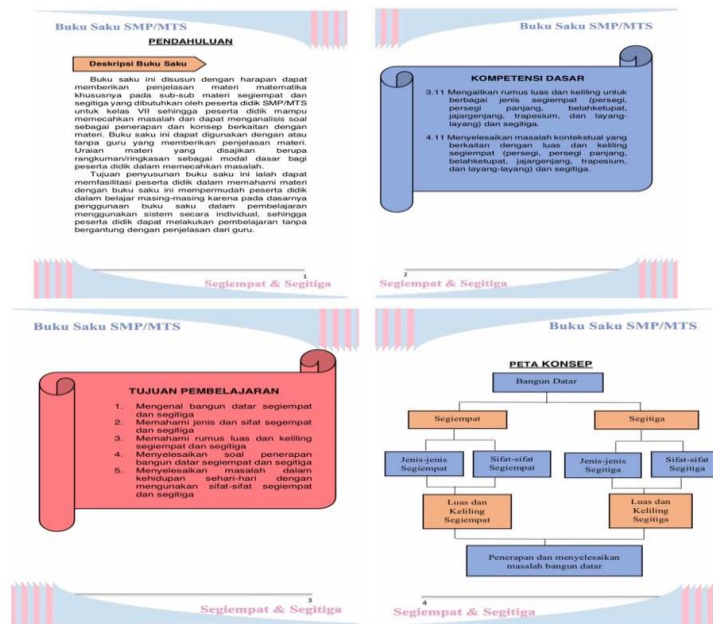 Buku Saku SMP/MTS
PENDAHULUAN
Deskripsi Buku Saku
Buku saku ini disusun dengan harapan dapat
memberikan penjelasan materi matematika
khususnya pada sub-sub materi segiempat dan
segitiga yang dibutuhkan oleh peserta didik SMP/MTS
untuk kelas VII sehingga peserta didik mampu
memecahkan masalah dan dapat menganalisis soal
sebagai penerapan dan konsep berkaitan dengan
materi. Buku saku ini dapat digunakan dengan atau
tanpa guru yang memberikan penjelasan materi.
Uraian materi yang disajikan berupa
rangkuman/ringkasan sebagai modal dasar bagi
peserta didik dalam memecahkan masalah.
Tujuan penyusunan buku saku ini ialah dapat
memfasilitasi peserta didik dalam memahami materi
dengan buku saku ini mempermudah peserta didik
dalam belajar masing-masing karena pada dasarnya
penggunaan buku saku dalam pembelajaran
menggunakan sistem secara individual, sehingga
peserta didik dapat melakukan pembelajaran tanpa
bergantung dengan penjelasan dari guru.
1
Segiempat & Segitiga
Buku Saku SMP/MTS
KOMPETENSI DASAR
3.11 Mengaitkan rumus luas dan keliling untuk
berbagai jenis segiempat (persegi,
persegi panjang, belahketupat,
jajargenjang, trapesium, dan layang-
layang) dan segitiga.
4.11 Menyelesaikan masalah kontekstual yang
berkaitan dengan luas dan keliling
segiempat (persegi, persegi panjang,
belahketupat, jajargenjang, trapesium,
dan layang-layang) dan segitiga.
2
Segiempat & Segitiga
Buku Saku SMP/MTS
TUJUAN PEMBELAJARAN
1. Mengenal bangun datar segiempat
dan segitiga
2. Memahami jenis dan sifat segempat
dan segitiga
3. Memahami rumus luas dan keliling
segiempat dan segitiga
4. Menyelesaikan soal penerapan
bangun datar segiempat dan segitiga
5. Menyelesaikan masalah dalam
kehidupan sehari-hari dengan
mengunakan sifat-sifat segiempat
dan segitiga
3
Segiempat & Segitiga
Buku Saku SMP/MTS
PETA KONSEP
Bangun Datar
Segiempat
Segitiga
Jenis-jenis
Segiempat
Sifat-sifat
Segiempat
Jenis-jenis
Segitiga
Sifat-sifat
Segitiga
Luas dan
Keliling
Segiempat
Luas dan
Keliling
Segitiga
Penerapan dan menyelesaikan
masalah bangun datar
4
Segiempat & Segitiga